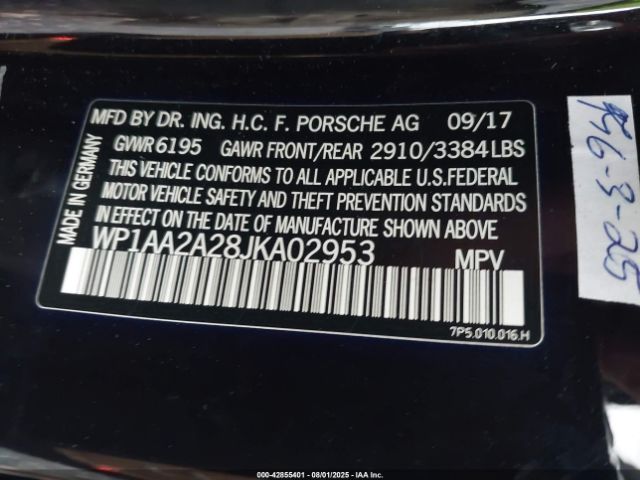 MFD BY DR. ING. H.C. F. PORSCHE AG 09/17
GVWR 6195 GAWR FRONT/REAR 2910/3384 LBS
THIS VEHICLE CONFORMS TO ALL APPLICABLE U.S.FEDERAL
MOTOR VEHICLE SAFETY AND THEFT PREVENTION STANDARDS
IN EFFECT ON THE DATE OF MANUFACTURE SHOWN ABOVE
WP1AA2A28JKA02953 MPV
7P5.010.016.H
MADE IN GERMANY
000-42855401 - 08/01/2025 - IAAI.com